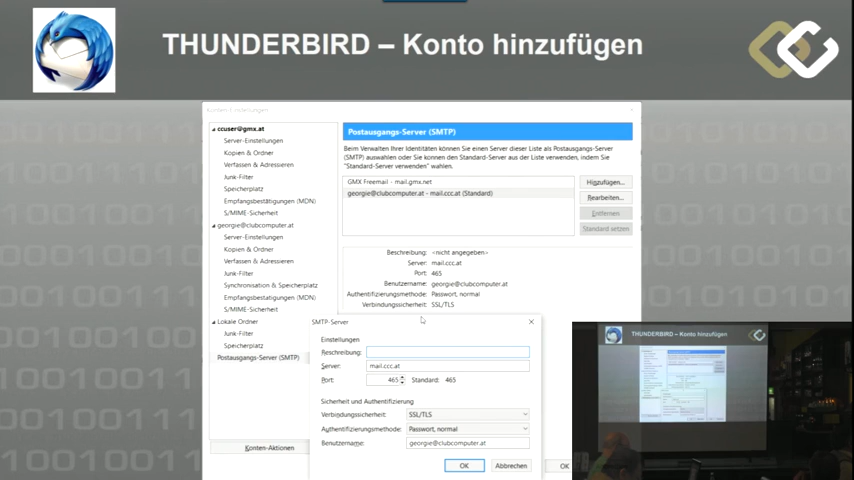 THUNDERBIRD – Konto hinzufügen
ccuser@gmx.at
Server-Einstellungen
Kopien & Ordner
Verfassen & Adressieren
Junk-Filter
Speicherplatz
Empfangsbestätigungen (MDN)
S/MIME-Sicherheit
georgie@clubcomputer.at
Server-Einstellungen
Kopien & Ordner
Verfassen & Adressieren
Junk-Filter
Synchronisation & Speicherplatz
Empfangsbestätigungen (MDN)
S/MIME-Sicherheit
Lokale Ordner
Junk-Filter
Speicherplatz
Postausgangs-Server (SMTP)
Konten-Aktionen
Postausgangs-Server (SMTP)
Beim Verwalten Ihrer Identitäten können Sie einen Server dieser Liste als Postausgangs-Server
(SMTP) auswählen oder Sie können den Standard-Server aus der Liste verwenden, indem Sie
"Standard-Server verwenden" wählen.
GMX Freemail - mail.gmx.net
georgie@clubcomputer.at - mail.ccc.at (Standard)
Hinzufügen...
Bearbeiten...
Entfernen
Standard setzen
Beschreibung: <nicht angegeben>
Server: mail.ccc.at
Port: 465
Benutzername: georgie@clubcomputer.at
Authentifizierungsmethode: Passwort, normal
Verbindungssicherheit: SSL/TLS
SMTP-Server
Einstellungen
Beschreibung:
Server: mail.ccc.at
Port: 465 Standard: 465
Sicherheit und Authentifizierung
Verbindungssicherheit: SSL/TLS
Authentifizierungsmethode: Passwort, normal
Benutzername: georgie@clubcomputer.at
OK Abbrechen
OK
THUNDERBIRD – Konto hinzufügen